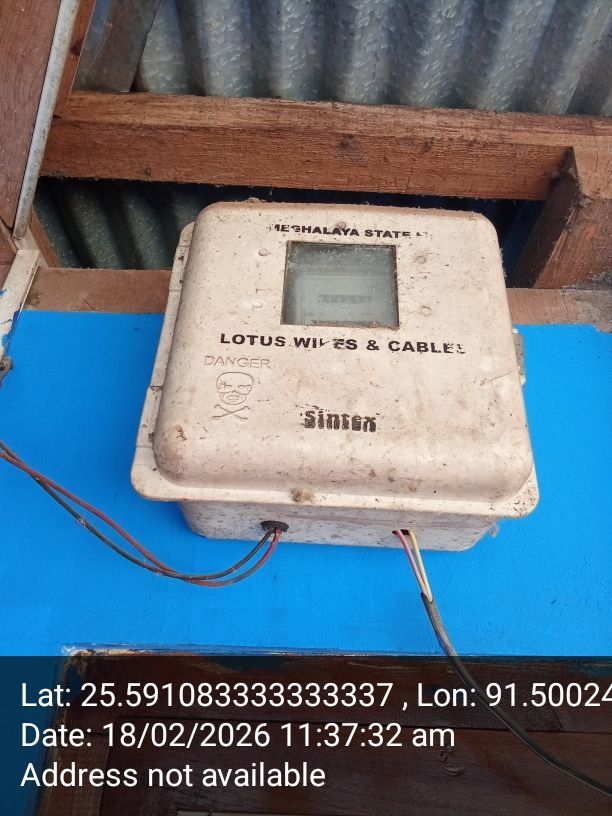 MEGHALAYA STATE
LOTUS WIRES & CABLES
DANGER
Sintex
Lat: 25.591083333333337 , Lon: 91.50024
Date: 18/02/2026 11:37:32 am
Address not available